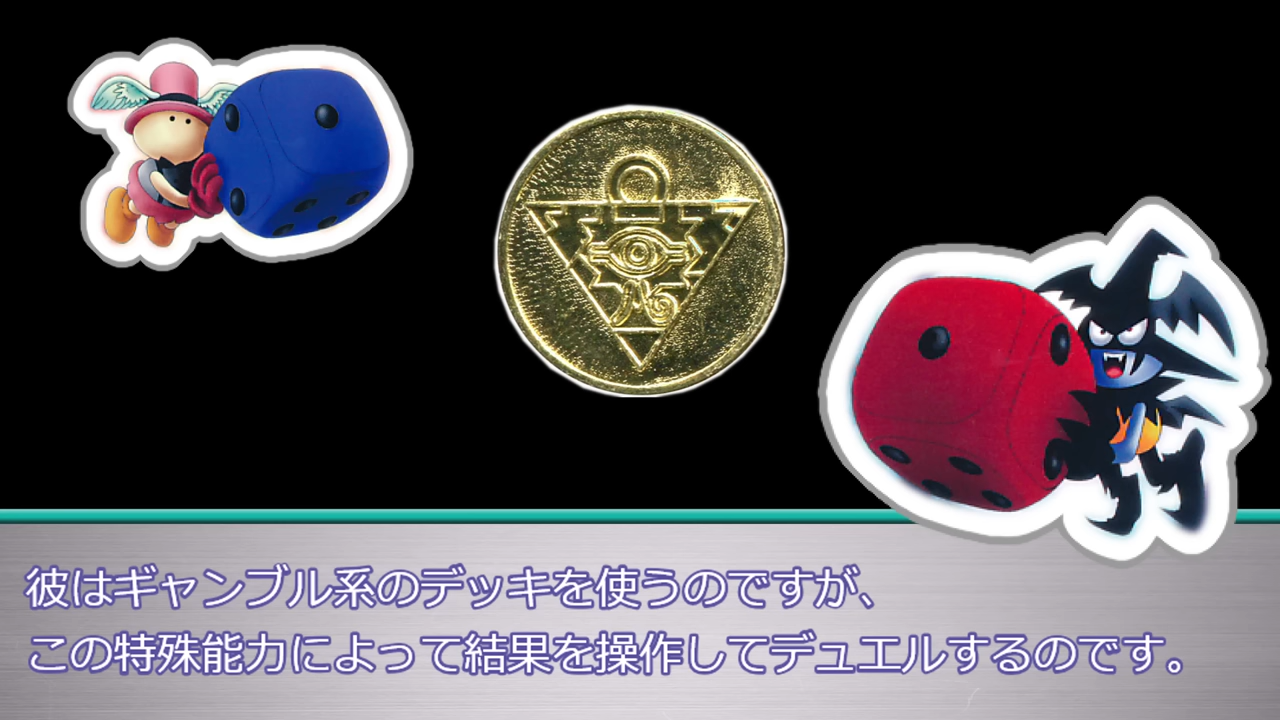 彼はギャンブル系のデッキを使うのですが、
この特殊能力によって結果を操作してデュエルするのです。